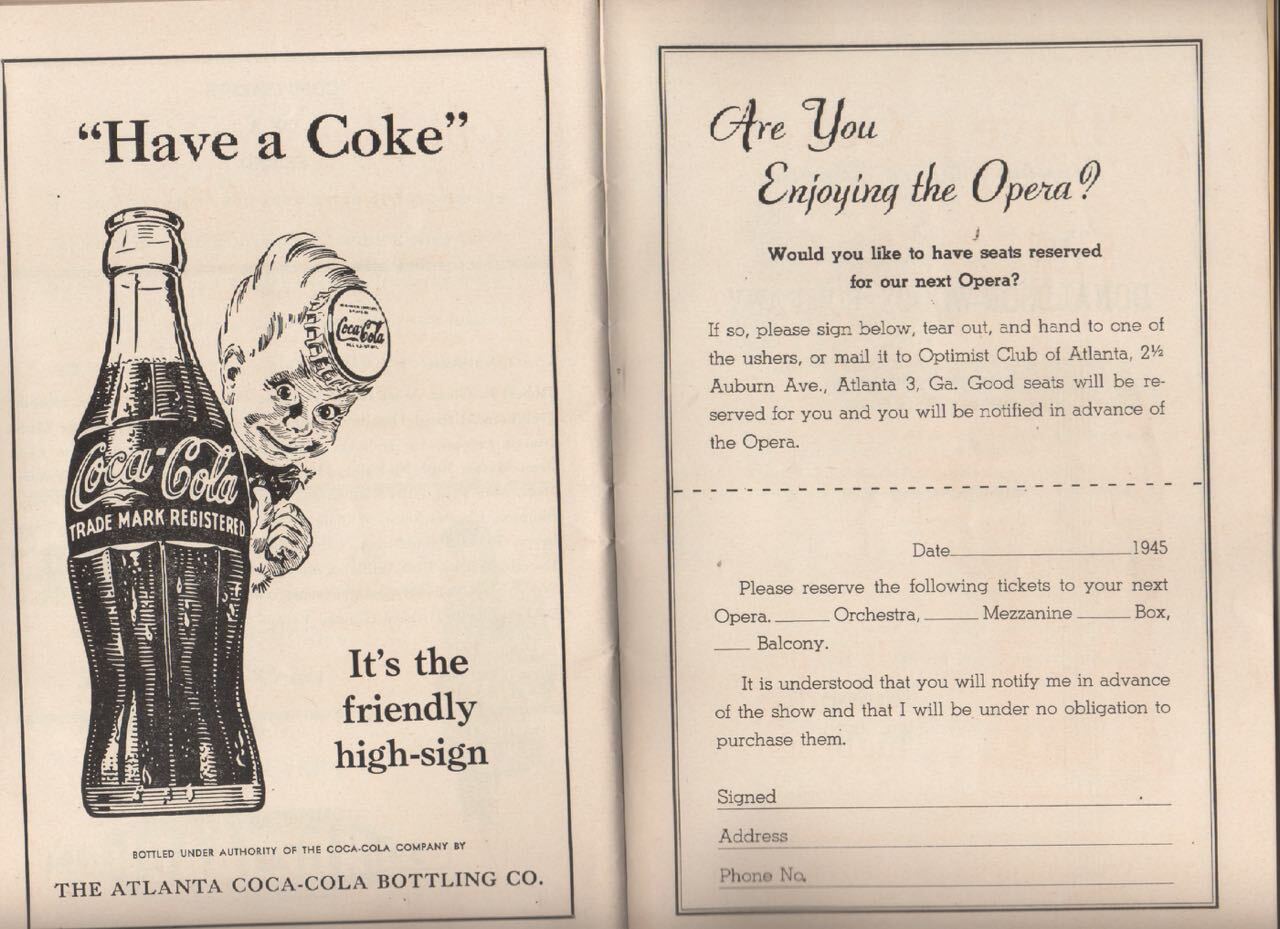 “Have a Coke”
Coca-Cola
Coca-Cola
TRADE MARK REGISTERED
It's the
friendly
high-sign
BOTTLED UNDER AUTHORITY OF THE COCA-COLA COMPANY BY
THE ATLANTA COCA-COLA BOTTLING CO.
Are You
Enjoying the Opera?
Would you like to have seats reserved
for our next Opera?
If so, please sign below, tear out, and hand to one of
the ushers, or mail it to Optimist Club of Atlanta, 2½
Auburn Ave., Atlanta 3, Ga. Good seats will be re-
served for you and you will be notified in advance of
the Opera.
Date____________________1945
Please reserve the following tickets to your next
Opera. ______ Orchestra, ______ Mezzanine ______ Box,
____ Balcony.
It is understood that you will notify me in advance
of the show and that I will be under no obligation to
purchase them.
Signed
Address
Phone No.